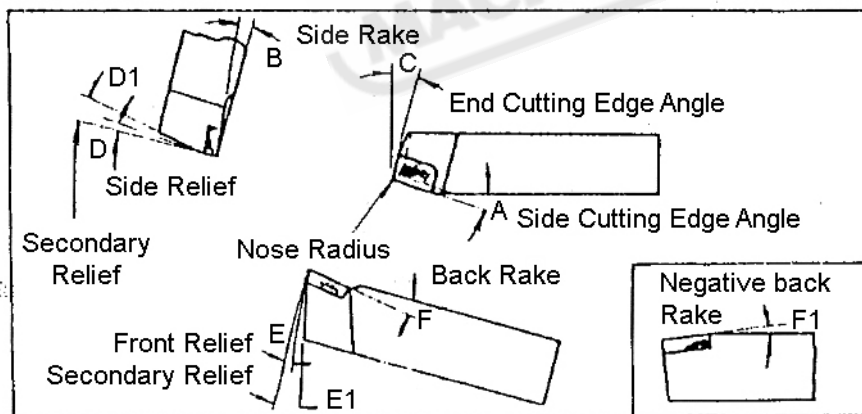 Side Rake
B
C
D1
End Cutting Edge Angle
D
Side Relief
A
Side Cutting Edge Angle
Secondary
Relief
Nose Radius
Back Rake
Negative back
Rake
F1
F
E
Front Relief
Secondary Relief
E1